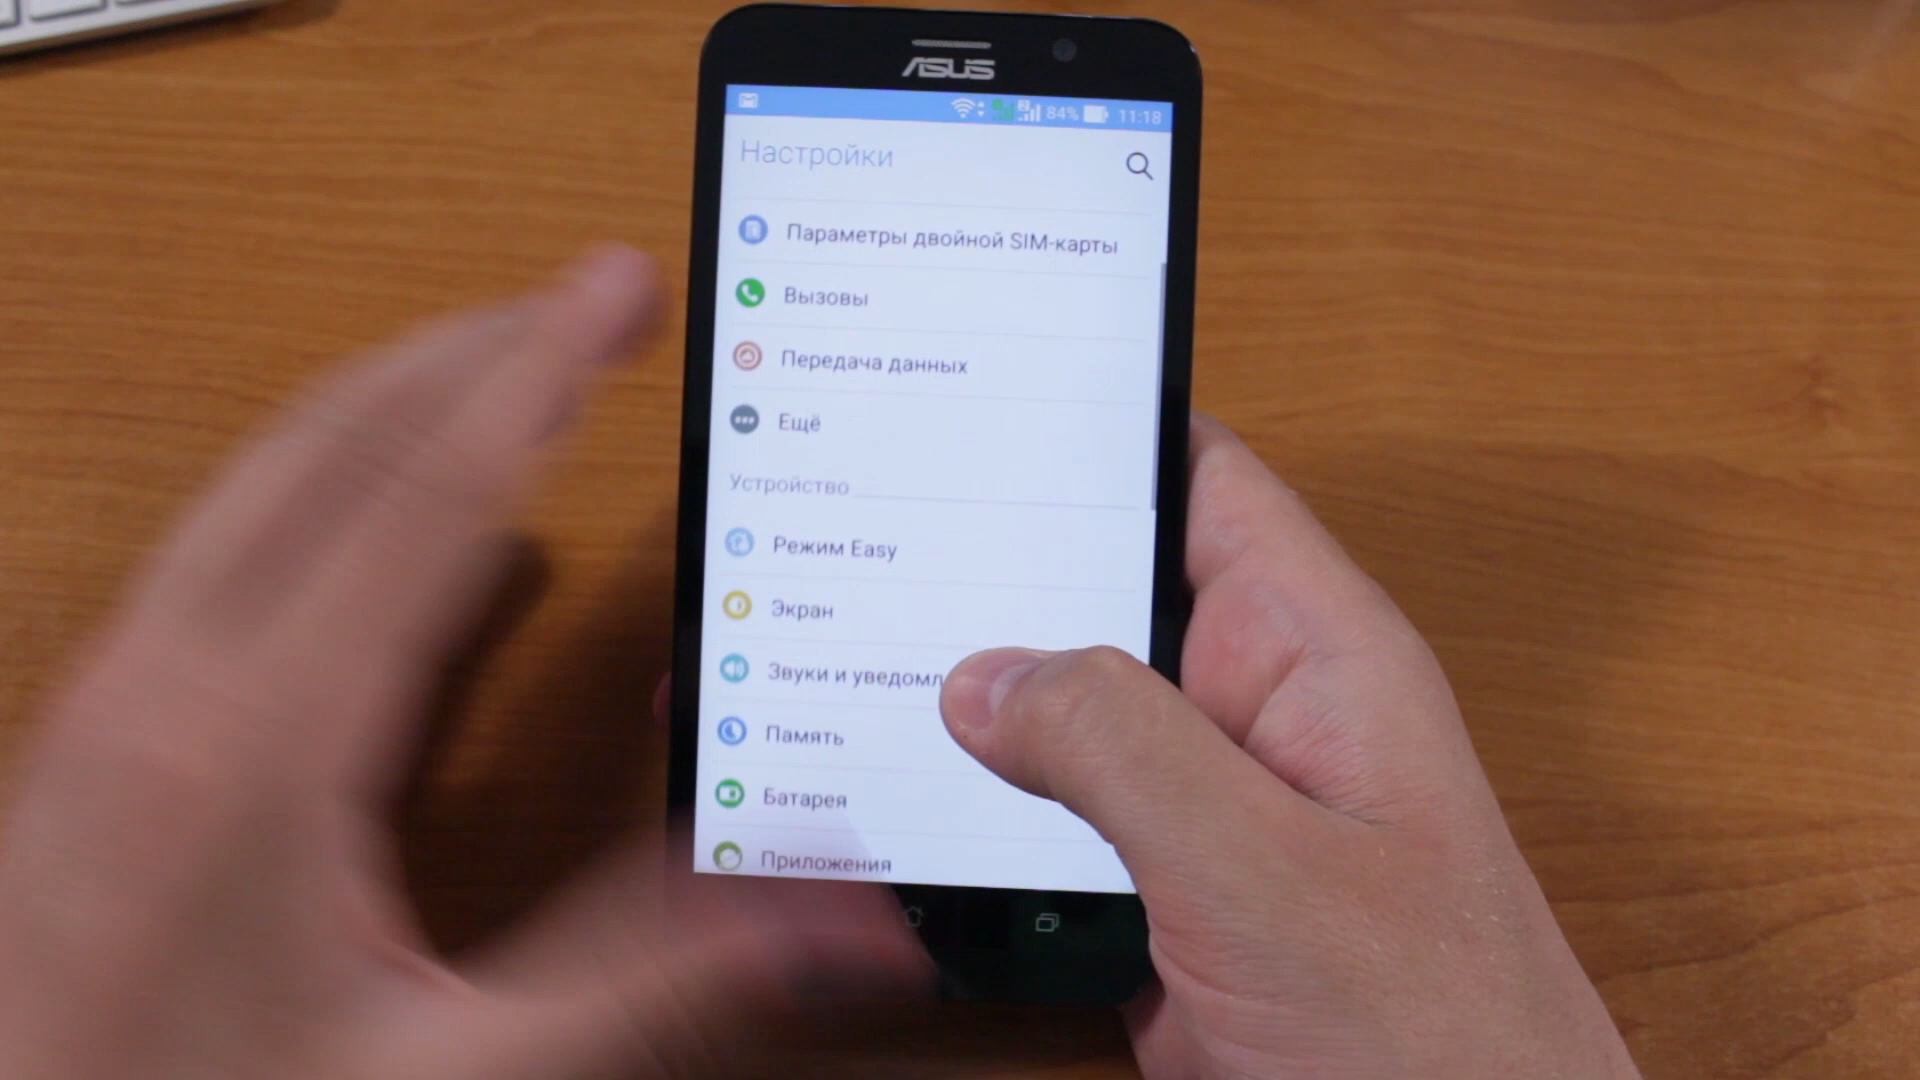 ASUS
2 84% 11:18
Настройки
Параметры двойной SIM-карты
Вызовы
Передача данных
Ещё
Устройство
Режим Easy
Экран
Звуки и уведомл
Память
Батарея
Приложения